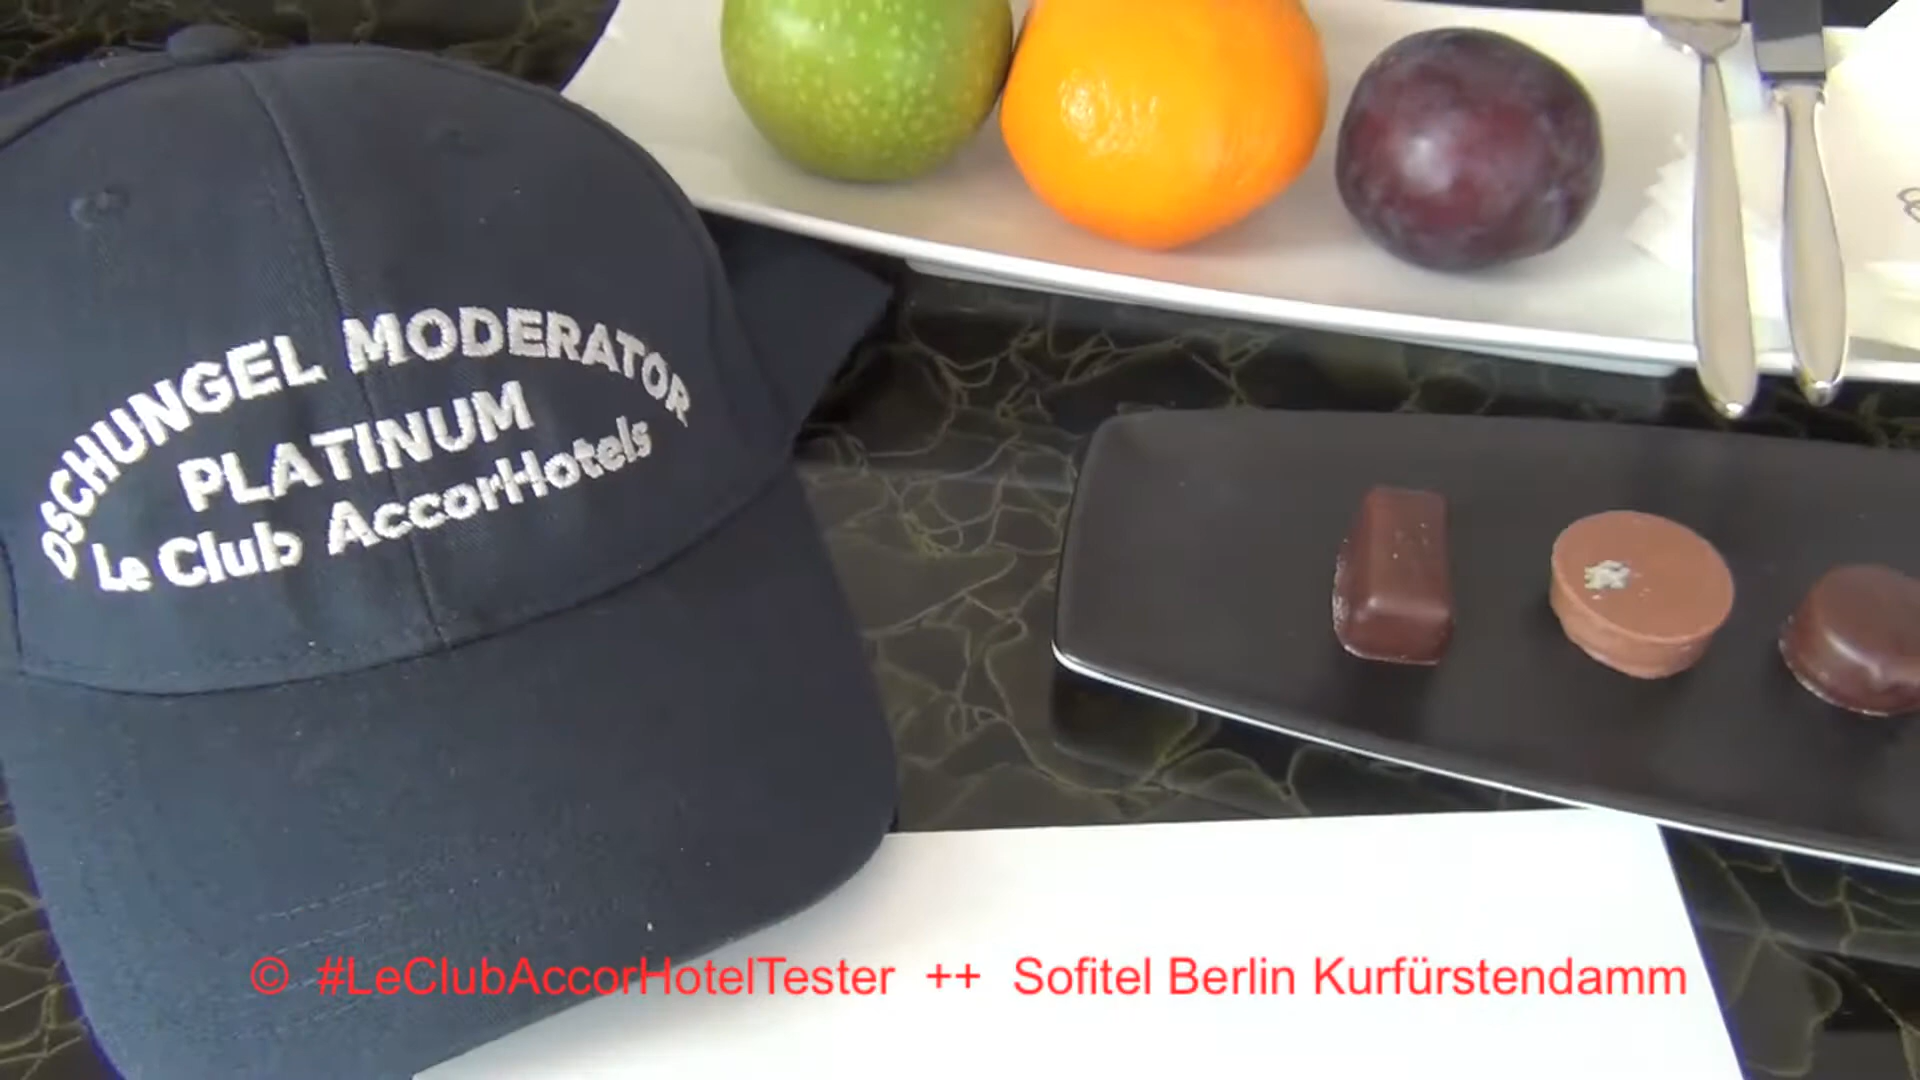 DSCHUNGEL MODERATOR
PLATINUM
Le Club AccorHotels
© #LeClubAccorHotelTester ++ Sofitel Berlin Kurfürstendamm